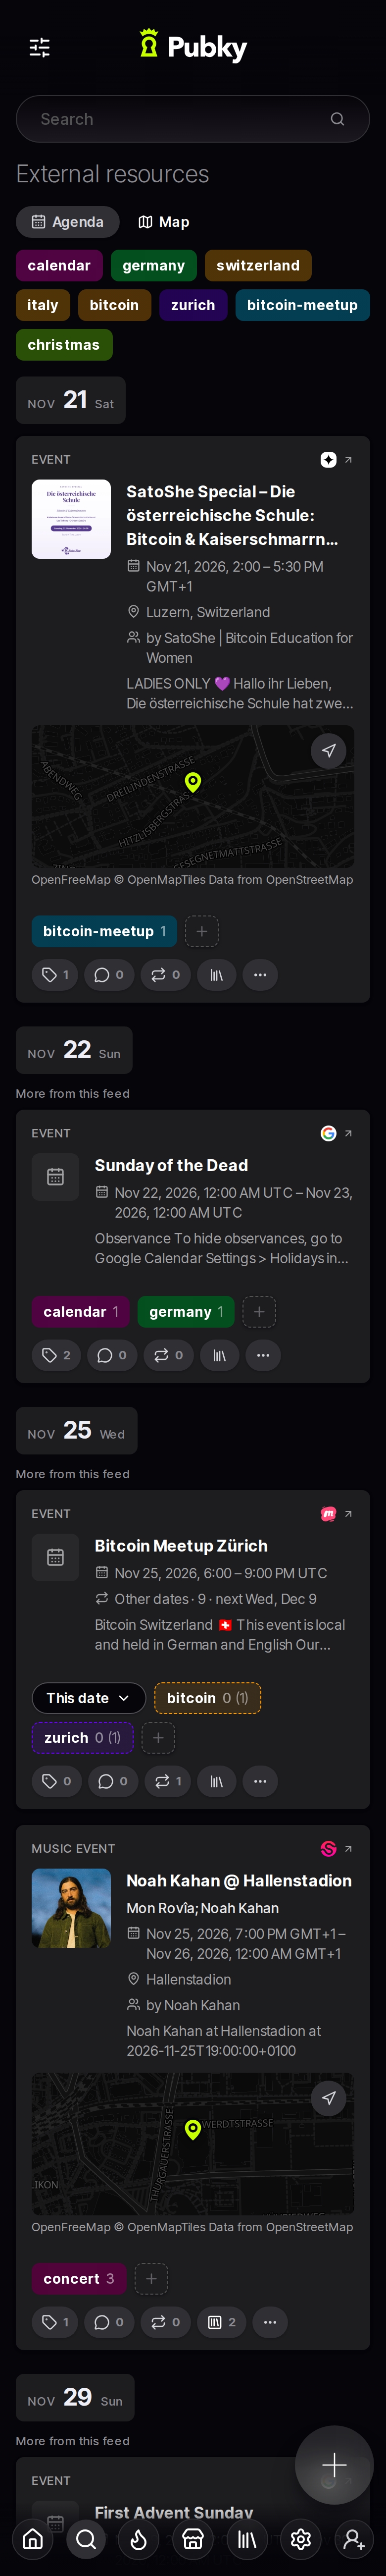 Pubky
Search
External resources
Agenda
Map
calendar
germany
switzerland
italy
bitcoin
zurich
bitcoin-meetup
christmas
NOV 21 Sat
EVENT
SatoShe Special – Die
österreichische Schule:
Bitcoin & Kaiserschmarrn...
Die österreichische
Schule
Nov 21, 2026, 2:00 – 5:30 PM
GMT+1
Luzern, Switzerland
by SatoShe | Bitcoin Education for
Women
LADIES ONLY 💜 Hallo ihr Lieben,
Die österreichische Schule hat zwe...
ABENDWEG
DREILINDENSTRASSE
HITZLISBERGSTRAS
GESEGNETMATTSTRASSE
OpenFreeMap © OpenMapTiles Data from OpenStreetMap
bitcoin-meetup 1
1
0
0
NOV 22 Sun
More from this feed
EVENT
Sunday of the Dead
Nov 22, 2026, 12:00 AM UTC – Nov 23,
2026, 12:00 AM UTC
Observance To hide observances, go to
Google Calendar Settings > Holidays in...
calendar 1
germany 1
2
0
0
NOV 25 Wed
More from this feed
EVENT
Bitcoin Meetup Zürich
Nov 25, 2026, 6:00 – 9:00 PM UTC
Other dates · 9 · next Wed, Dec 9
Bitcoin Switzerland 🇨🇭 This event is local
and held in German and English Our...
This date
bitcoin 0 (1)
zurich 0 (1)
0
0
1
MUSIC EVENT
Noah Kahan @ Hallenstadion
Mon Rovîa; Noah Kahan
Nov 25, 2026, 7:00 PM GMT+1 –
Nov 26, 2026, 12:00 AM GMT+1
Hallenstadion
by Noah Kahan
Noah Kahan at Hallenstadion at
2026-11-25T19:00:00+0100
WERDTSTRASSE
THURGAUERSTRASSE
LIKON
OpenFreeMap © OpenMapTiles Data from OpenStreetMap
concert 3
1
0
0
2
NOV 29 Sun
More from this feed
EVENT
First Advent Sunday